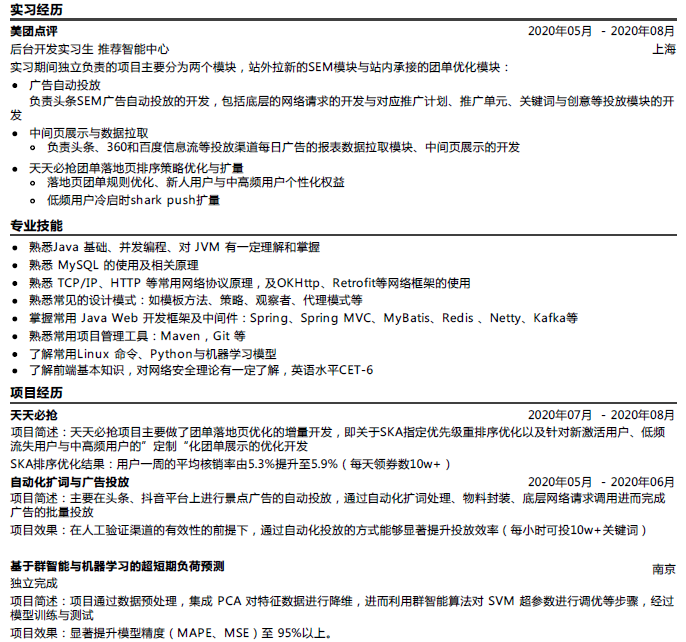 实习经历
美团点评 2020年05月 - 2020年08月
后台开发实习生 推荐智能中心 上海
实习期间独立负责的项目主要分为两个模块，站外拉新的SEM模块与站内承接的团单优化模块：
• 广告自动投放
负责头条SEM广告自动投放的开发，包括底层的网络请求的开发与对应推广计划、推广单元、关键词与创意等投放模块的开
发
• 中间页展示与数据拉取
负责头条、360和百度信息流等投放渠道每日广告的报表数据拉取模块、中间页展示的开发
• 天天必抢团单落地页排序策略优化与扩量
落地页团单规则优化、新人用户与中高频用户个性化权益
低频用户冷启时shark push扩量
专业技能
• 熟悉Java 基础、并发编程、对 JVM 有一定理解和掌握
• 熟悉 MySQL 的使用及相关原理
• 熟悉 TCP/IP、HTTP 等常用网络协议原理，及OKHttp、Retrofit等网络框架的使用
• 熟悉常见的设计模式：如模板方法、策略、观察者、代理模式等
• 掌握常用 Java Web 开发框架及中间件：Spring、Spring MVC、MyBatis、Redis 、Netty、Kafka等
• 熟悉常用项目管理工具：Maven，Git 等
• 了解常用Linux 命令、Python与机器学习模型
• 了解前端基本知识，对网络安全理论有一定了解，英语水平CET-6
项目经历
天天必抢 2020年07月 - 2020年08月
项目简述：天天必抢项目主要做了团单落地页优化的增量开发，即关于SKA指定优先级重排序优化以及针对新激活用户、低频
流失用户与中高频用户的”定制“化团单展示的优化开发
SKA排序优化结果：用户一周的平均核销率由5.3%提升至5.9%（每天领券数10w+）
自动化扩词与广告投放 2020年05月 - 2020年06月
项目简述：主要在头条、抖音平台上进行景点广告的自动投放，通过自动化扩词处理、物料封装、底层网络请求调用进而完成
广告的批量投放
项目效果：在人工验证渠道的有效性的前提下，通过自动化投放的方式能够显著提升投放效率（每小时可投10w+关键词）
基于群智能与机器学习的超短期负荷预测 南京
独立完成
项目简述：项目通过数据预处理，集成 PCA 对特征数据进行降维，进而利用群智能算法对 SVM 超参数进行调优等步骤，经过
模型训练与测试
项目效果：显著提升模型精度（MAPE、MSE）至 95%以上。